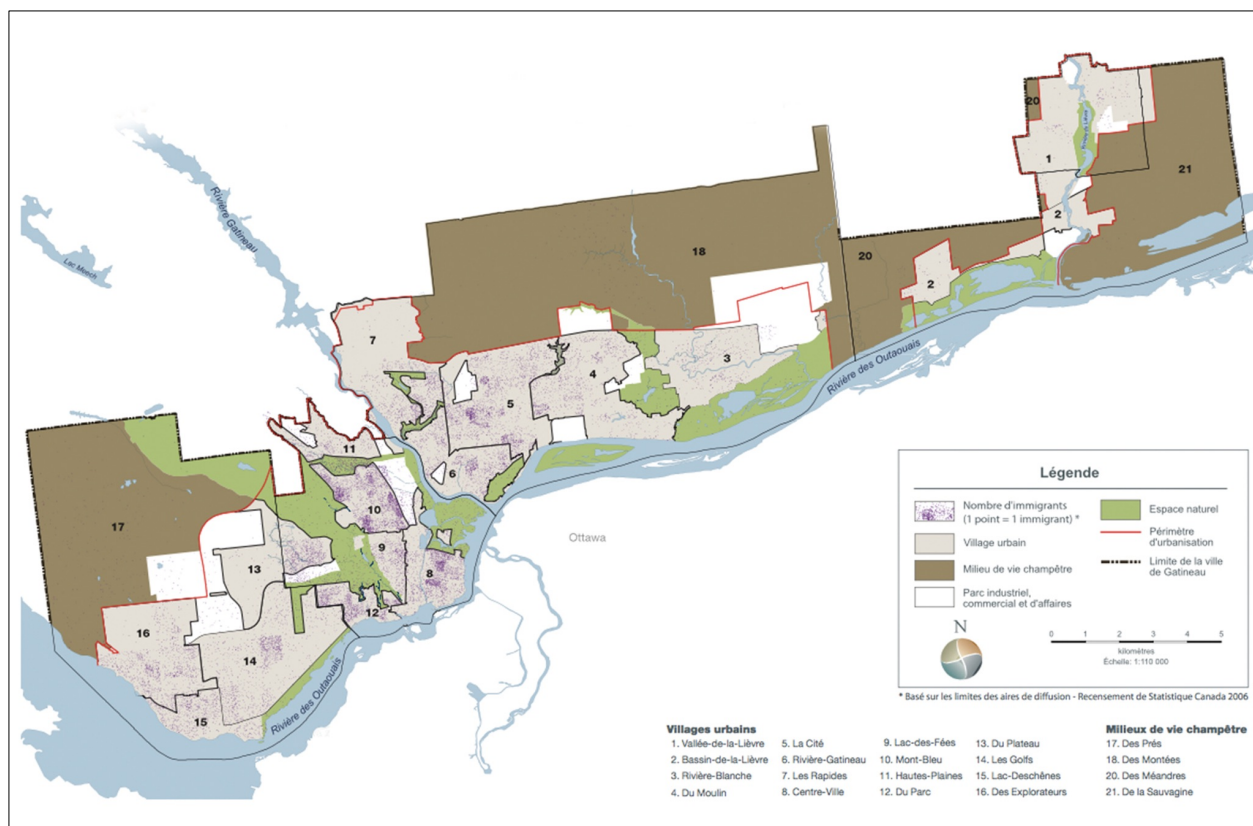 Rivière Gatineau
Lac Meech
Rivière du Lièvre
20
1
21
2
18
20
2
7
3
4
5
Rivière des Outaouais
11
6
10
17
Ottawa
9
13
8
12
16
14
15
Rivière des Outaouais
Légende
Nombre d'immigrants
(1 point = 1 immigrant) *
Village urbain
Milieu de vie champêtre
Parc industriel,
commercial et d'affaires
Espace naturel
Périmètre
d'urbanisation
Limite de la ville
de Gatineau
N
0 1 2 3 4 5
kilomètres
Échelle: 1:110 000
* Basé sur les limites des aires de diffusion - Recensement de Statistique Canada 2006
Villages urbains
1. Vallée-de-la-Lièvre
2. Bassin-de-la-Lièvre
3. Rivière-Blanche
4. Du Moulin
5. La Cité
6. Rivière-Gatineau
7. Les Rapides
8. Centre-Ville
9. Lac-des-Fées
10. Mont-Bleu
11. Hautes-Plaines
12. Du Parc
13. Du Plateau
14. Les Golfs
15. Lac-Deschênes
16. Des Explorateurs
Milieux de vie champêtre
17. Des Prés
18. Des Montées
20. Des Méandres
21. De la Sauvagine